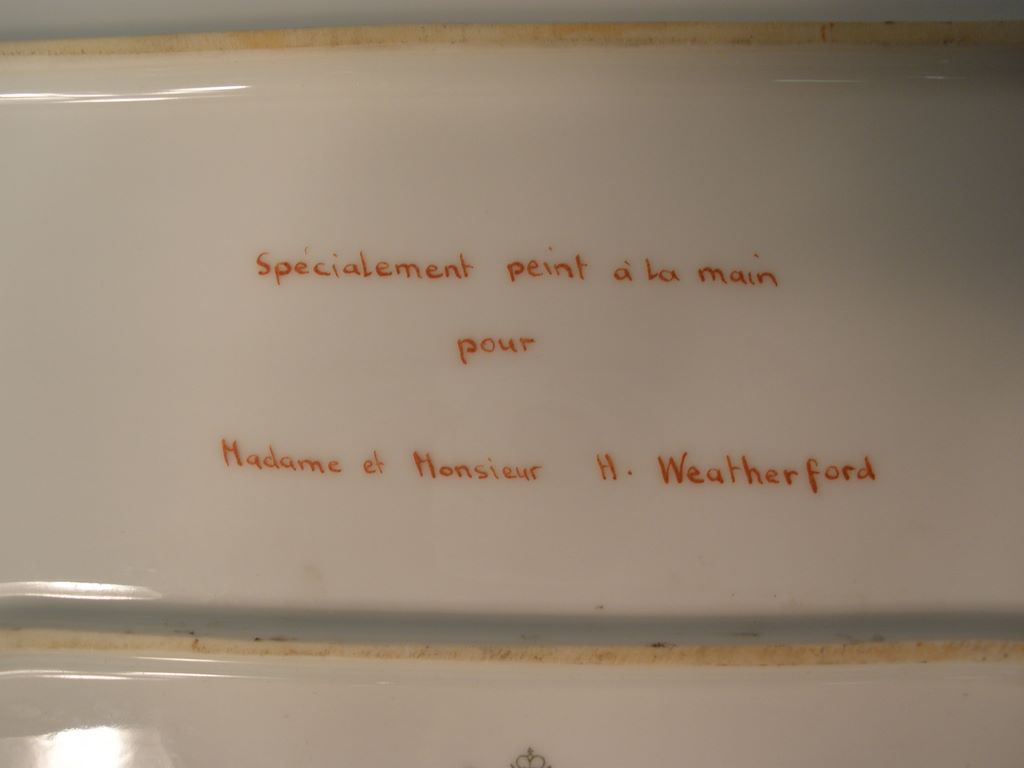 Spécialement peint à la main
pour
Madame et Monsieur H. Weatherford